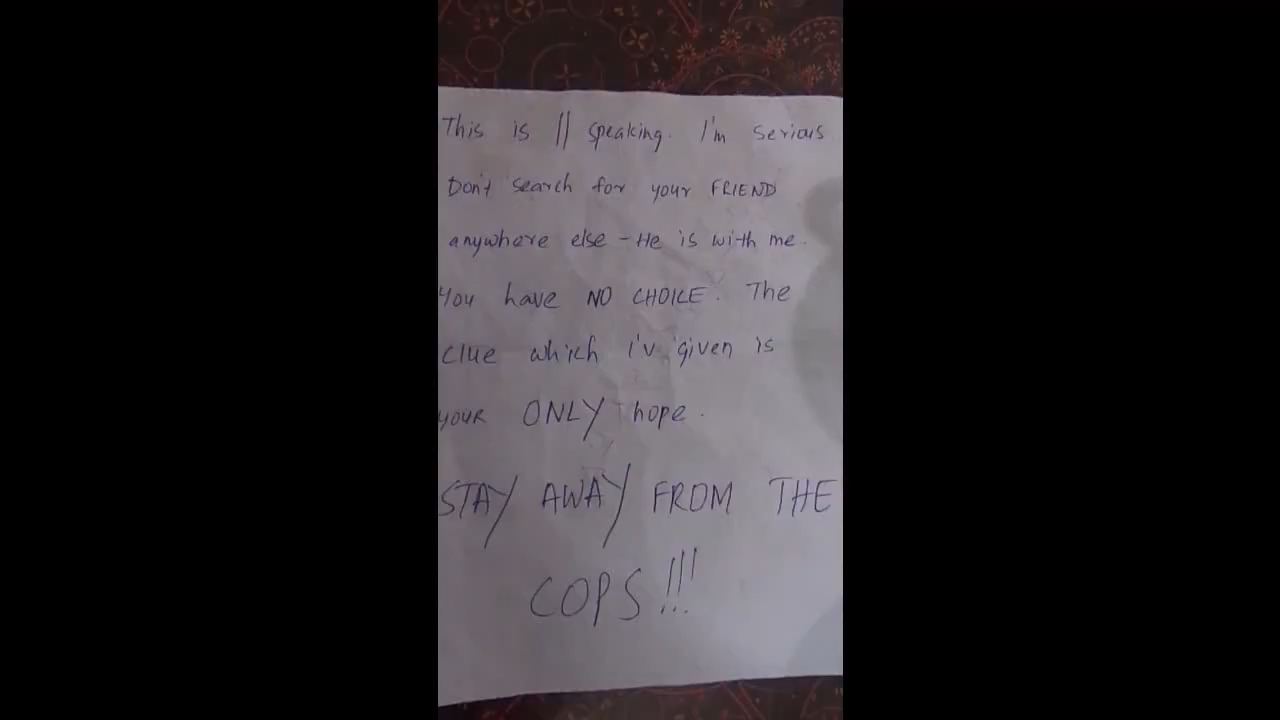 This is || speaking. I'm serious
Don't search for your FRIEND
anywhere else - He is with me.
You have NO CHOICE. The
clue which i'v given is
your ONLY hope.
STAY AWAY FROM THE
COPS!!!